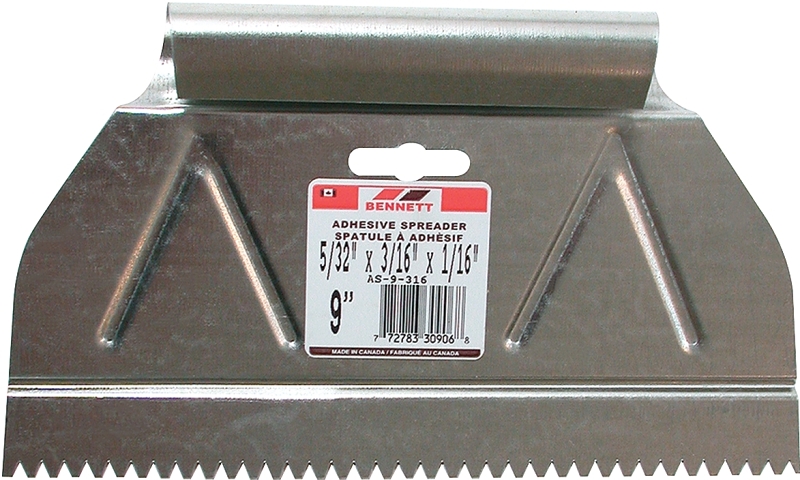 BENNETT
ADHESIVE SPREADER
SPATULE À ADHÈSIF
5/32" x 3/16" x 1/16"
AS-9-316
9"
7 72783 30906 8
MADE IN CANADA / FABRIQUÉ AU CANADA